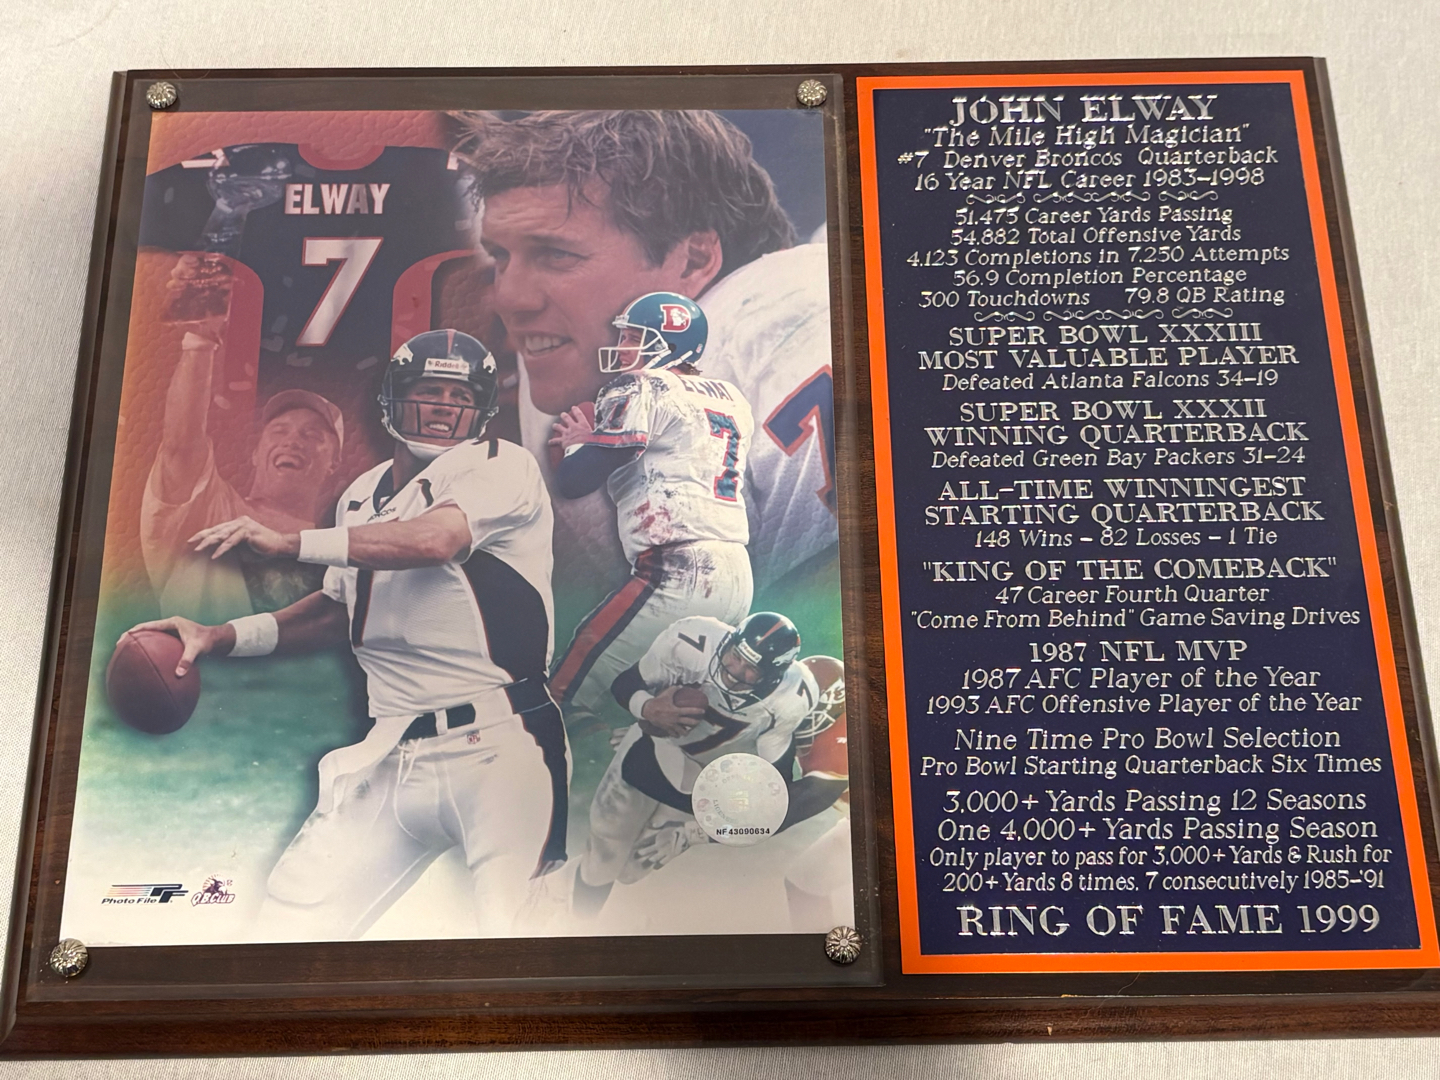 ELWAY
7
Riddell
D
ELWAY
7
7
7
NF43090634
Photo File
QB Club
JOHN ELWAY
"The Mile High Magician"
#7 Denver Broncos Quarterback
16 Year NFL Career 1983-1998
51,475 Career Yards Passing
54,882 Total Offensive Yards
4,123 Completions in 7,250 Attempts
56.9 Completion Percentage
300 Touchdowns 79.8 QB Rating
SUPER BOWL XXXIII
MOST VALUABLE PLAYER
Defeated Atlanta Falcons 34-19
SUPER BOWL XXXII
WINNING QUARTERBACK
Defeated Green Bay Packers 31-24
ALL-TIME WINNINGEST
STARTING QUARTERBACK
148 Wins - 82 Losses - 1 Tie
"KING OF THE COMEBACK"
47 Career Fourth Quarter
"Come From Behind" Game Saving Drives
1987 NFL MVP
1987 AFC Player of the Year
1993 AFC Offensive Player of the Year
Nine Time Pro Bowl Selection
Pro Bowl Starting Quarterback Six Times
3,000+ Yards Passing 12 Seasons
One 4,000+ Yards Passing Season
Only player to pass for 3,000+ Yards & Rush for
200+ Yards 8 times, 7 consecutively 1985-'91
RING OF FAME 1999